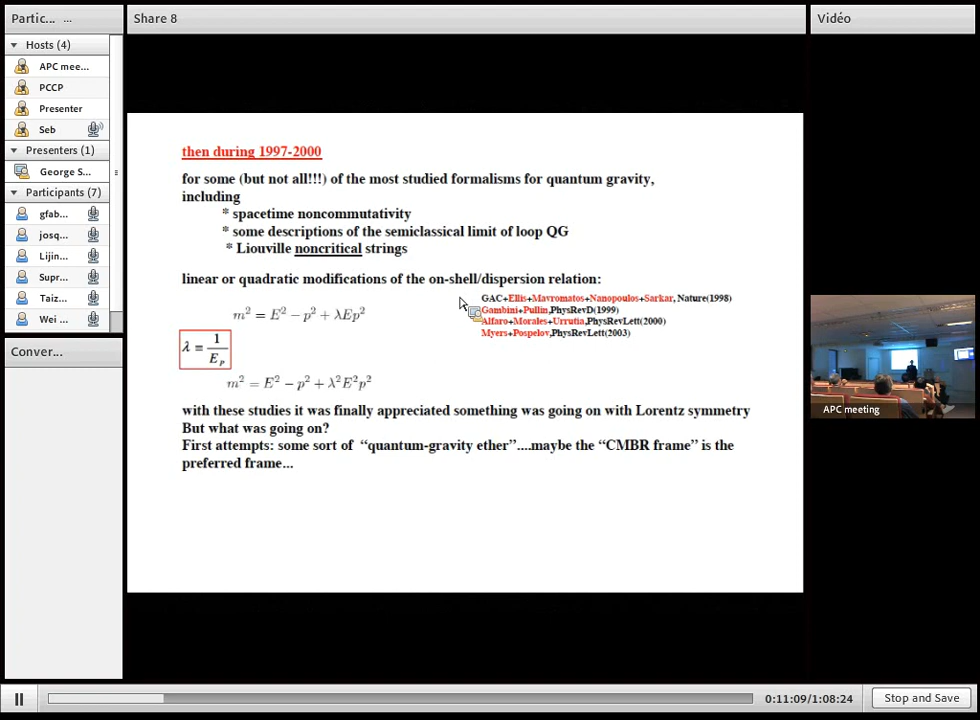 Partic... ...
Share 8
Vidéo
Hosts (4)
APC mee...
PCCP
Presenter
Seb
Presenters (1)
George S...
Participants (7)
gfab...
josq...
Lijin...
Supr...
Taiz...
Wei ...
Conver...
then during 1997-2000
for some (but not all!!!) of the most studied formalisms for quantum gravity,
including
* spacetime noncommutativity
* some descriptions of the semiclassical limit of loop QG
* Liouville noncritical strings
linear or quadratic modifications of the on-shell/dispersion relation:
GAC+Ellis+Mavromatos+Nanopoulos+Sarkar, Nature(1998)
Gambini+Pullin,PhysRevD(1999)
Alfaro+Morales+Urrutia,PhysRevLett(2000)
Myers+Pospelov,PhysRevLett(2003)
m² = E² − p² + λEp²
λ = 1/E_P
m² = E² − p² + λ²E²p²
with these studies it was finally appreciated something was going on with Lorentz symmetry
But what was going on?
First attempts: some sort of “quantum-gravity ether”....maybe the “CMBR frame” is the
preferred frame...
APC meeting
0:11:09/1:08:24
Stop and Save